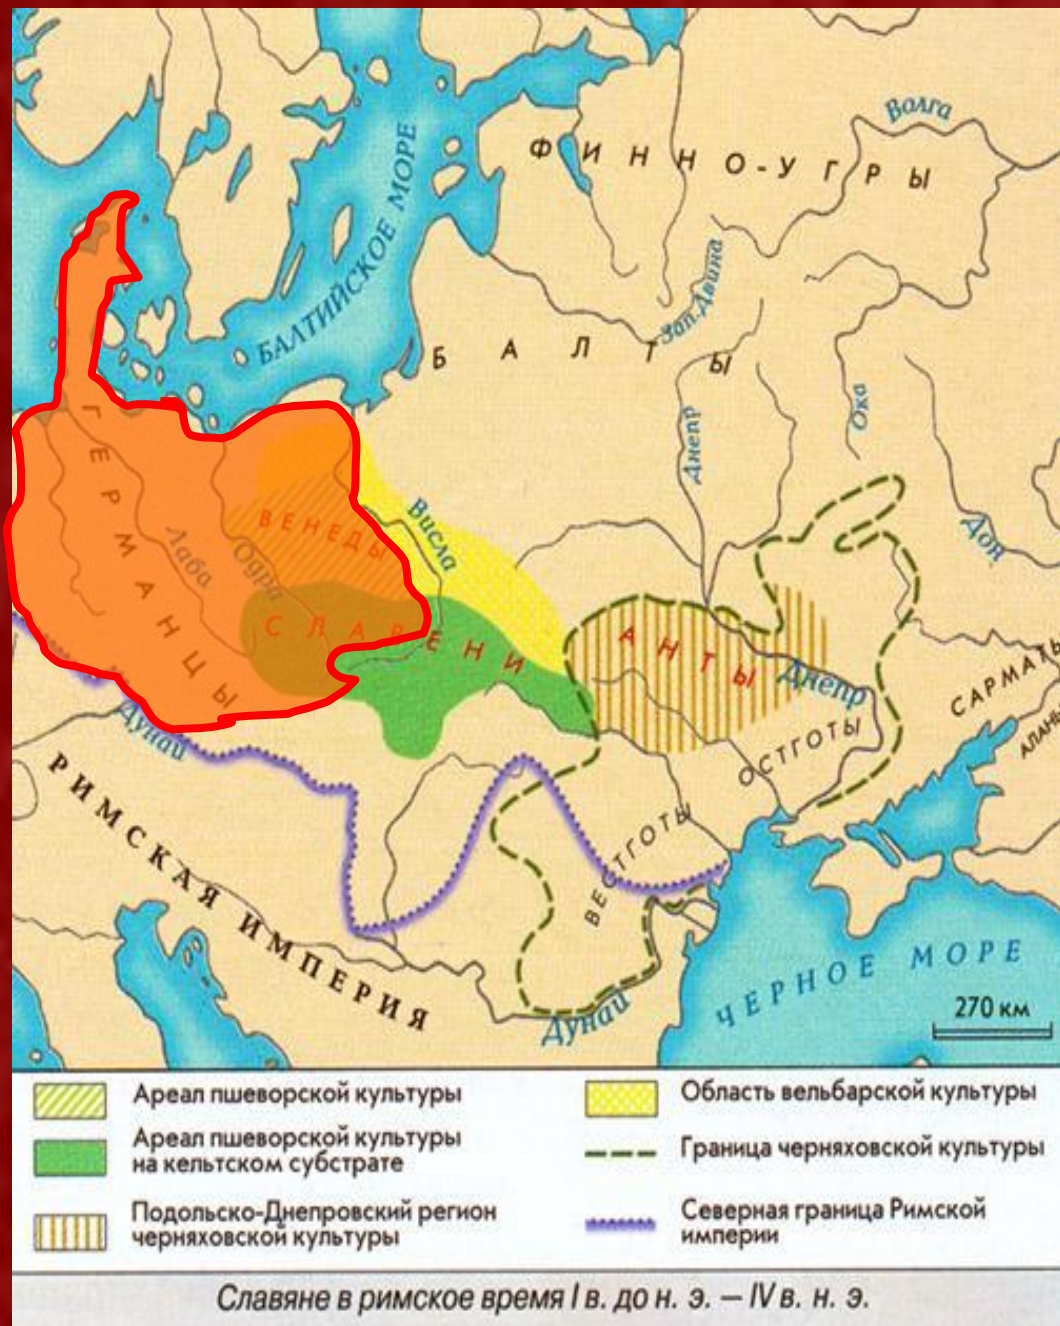 Волга
ФИННО-УГРЫ
БАЛТИЙСКОЕ МОРЕ
Зап. Двина
БАЛТЫ
Днепр
Ока
ГЕРМАНЦЫ
Висла
ВЕНЕДЫ
Лаба
Одра
Дон
СЛАВЕНИ
АНТЫ
Днепр
САРМАТЫ
АЛАНЫ
Дунай
ОСТГОТЫ
РИМСКАЯ ИМПЕРИЯ
ВЕСТГОТЫ
ЧЕРНОЕ МОРЕ
Дунай
270 км
Ареал пшеворской культуры
Ареал пшеворской культуры
на кельтском субстрате
Подольско-Днепровский регион
черняховской культуры
Область вельбарской культуры
Граница черняховской культуры
Северная граница Римской
империи
Славяне в римское время I в. до н. э. — IV в. н. э.